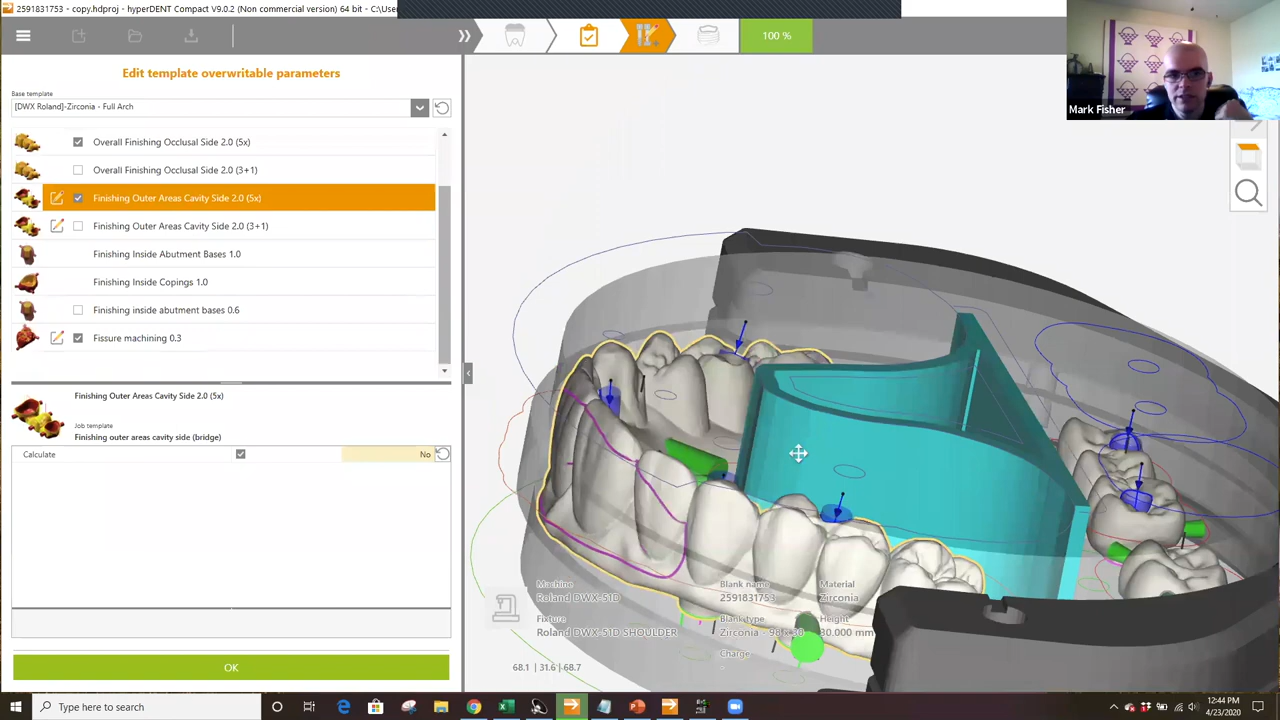 2591831753 - copy.hdproj - hyperDENT Compact V9.0.2 (Non commercial version) 64 bit - C:\Use
100 %
Mark Fisher
Edit template overwritable parameters
Base template
[DWX Roland]-Zirconia - Full Arch
Overall Finishing Occlusal Side 2.0 (5x)
Overall Finishing Occlusal Side 2.0 (3+1)
Finishing Outer Areas Cavity Side 2.0 (5x)
Finishing Outer Areas Cavity Side 2.0 (3+1)
Finishing Inside Abutment Bases 1.0
Finishing Inside Copings 1.0
Finishing inside abutment bases 0.6
Fissure machining 0.3
Finishing Outer Areas Cavity Side 2.0 (5x)
Job template
Finishing outer areas cavity side (bridge)
Calculate No
OK
Machine
Roland DWX-51D
Fixture
Roland DWX-51D SHOULDER
Blank name
2591831753
Blank type
Zirconia - 98 x 30
Charge
-
Material
Zirconia
Height
30.000 mm
68.1 | 31.6 | 68.7
Type here to search
12:44 PM
4/23/2020